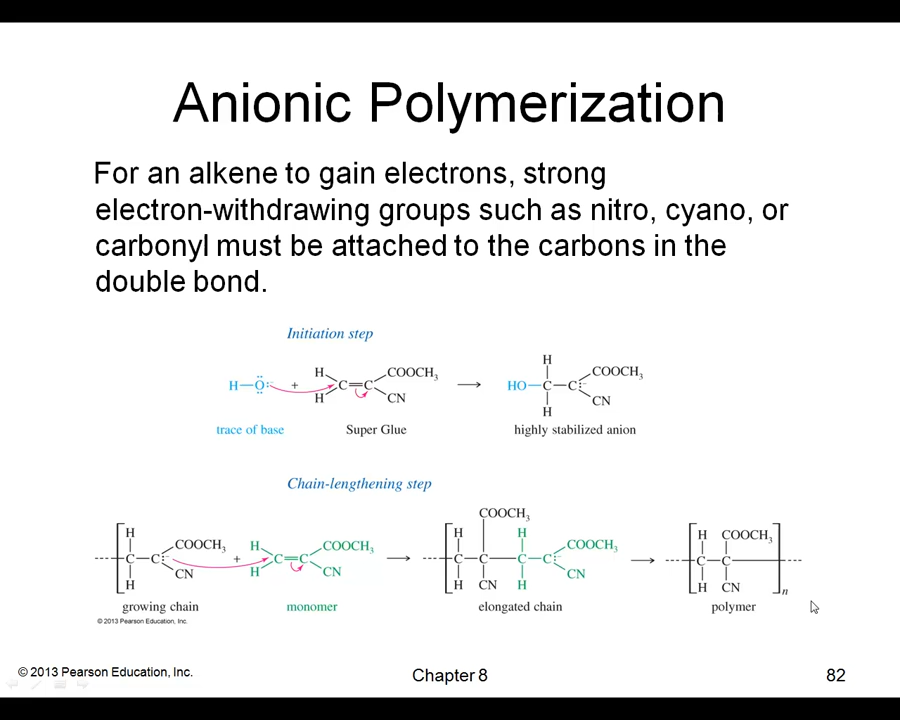 Anionic Polymerization
For an alkene to gain electrons, strong
electron-withdrawing groups such as nitro, cyano, or
carbonyl must be attached to the carbons in the
double bond.
Initiation step
H—Ö:⁻ + H H C=C COOCH₃ CN → HO—C—C:⁻ H H COOCH₃ CN
trace of base Super Glue highly stabilized anion
Chain-lengthening step
H C—C:⁻ H COOCH₃ CN + H H C=C COOCH₃ CN → H C H COOCH₃ C CN H C H C:⁻ COOCH₃ CN → H COOCH₃ C—C H CN n
growing chain monomer elongated chain polymer
© 2013 Pearson Education, Inc.
© 2013 Pearson Education, Inc. Chapter 8 82